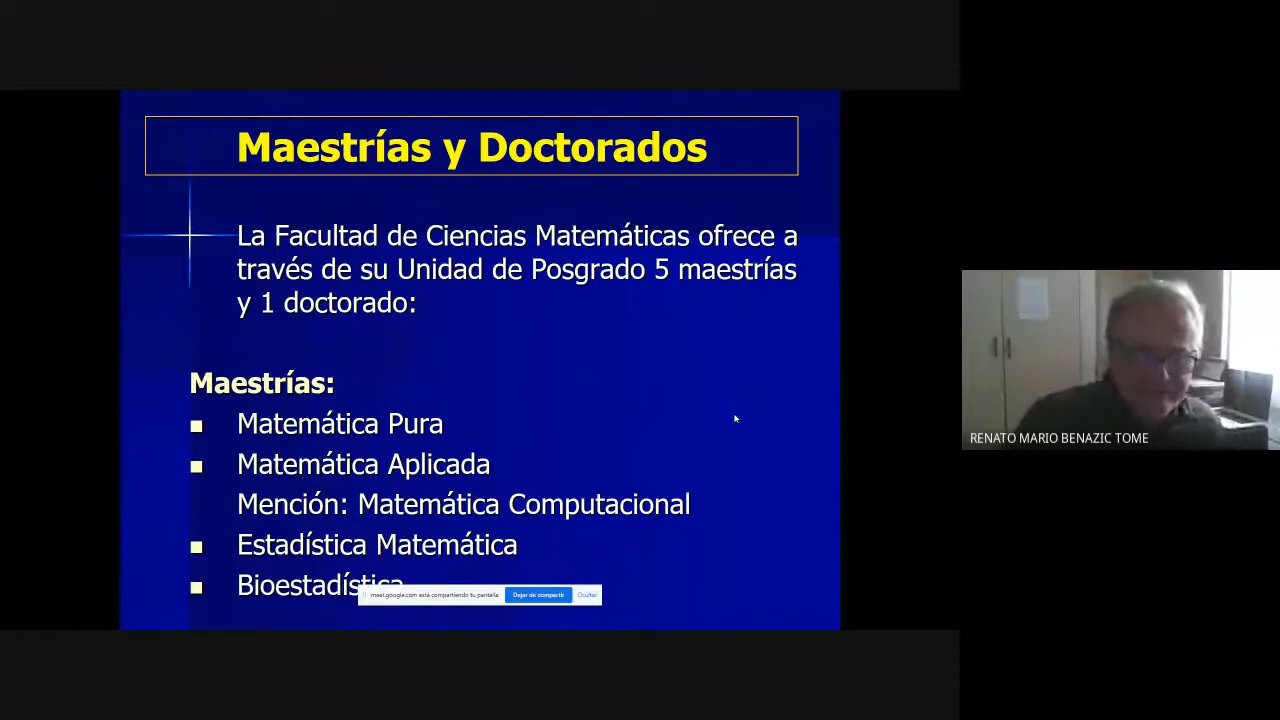 Maestrías y Doctorados
La Facultad de Ciencias Matemáticas ofrece a
través de su Unidad de Posgrado 5 maestrías
y 1 doctorado:
Maestrías:
Matemática Pura
Matemática Aplicada
Mención: Matemática Computacional
Estadística Matemática
Bioestadística
meet.google.com está compartiendo tu pantalla.
Dejar de compartir
Ocultar
RENATO MARIO BENAZIC TOME